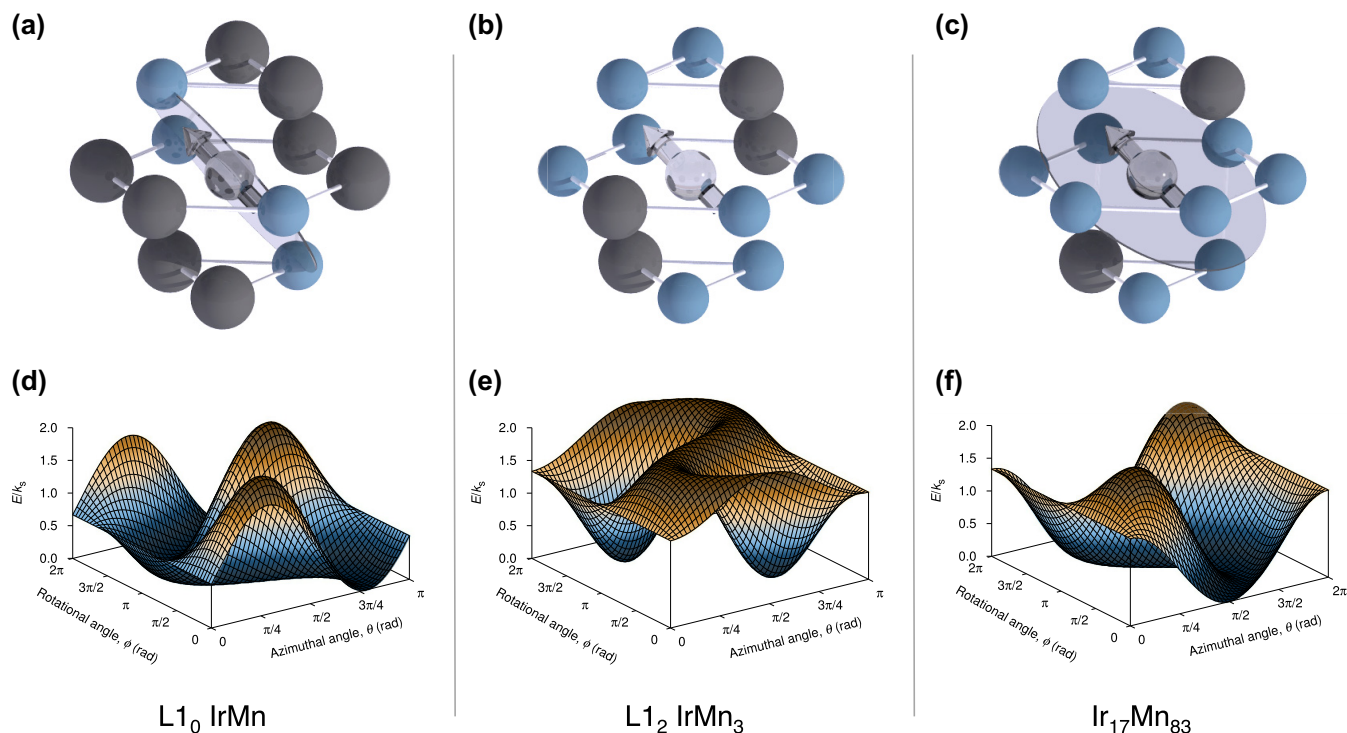 (a)
(b)
(c)
(d)
(e)
(f)
2.0
1.5
1.0
0.5
0.0
E/kₛ
2π
3π/2
π
π/2
0
Rotational angle, ϕ (rad)
0
π/4
π/2
3π/4
π
Azimuthal angle, θ (rad)
2.0
1.5
1.0
0.5
0.0
E/kₛ
2π
3π/2
π
π/2
0
Rotational angle, ϕ (rad)
0
π/4
π/2
3π/4
π
Azimuthal angle, θ (rad)
2.0
1.5
1.0
0.5
0.0
E/kₛ
2π
3π/2
π
π/2
0
Rotational angle, ϕ (rad)
0
π/4
π/2
3π/2
2π
Azimuthal angle, θ (rad)
L1₀ IrMn
L1₂ IrMn₃
Ir₁₇Mn₈₃